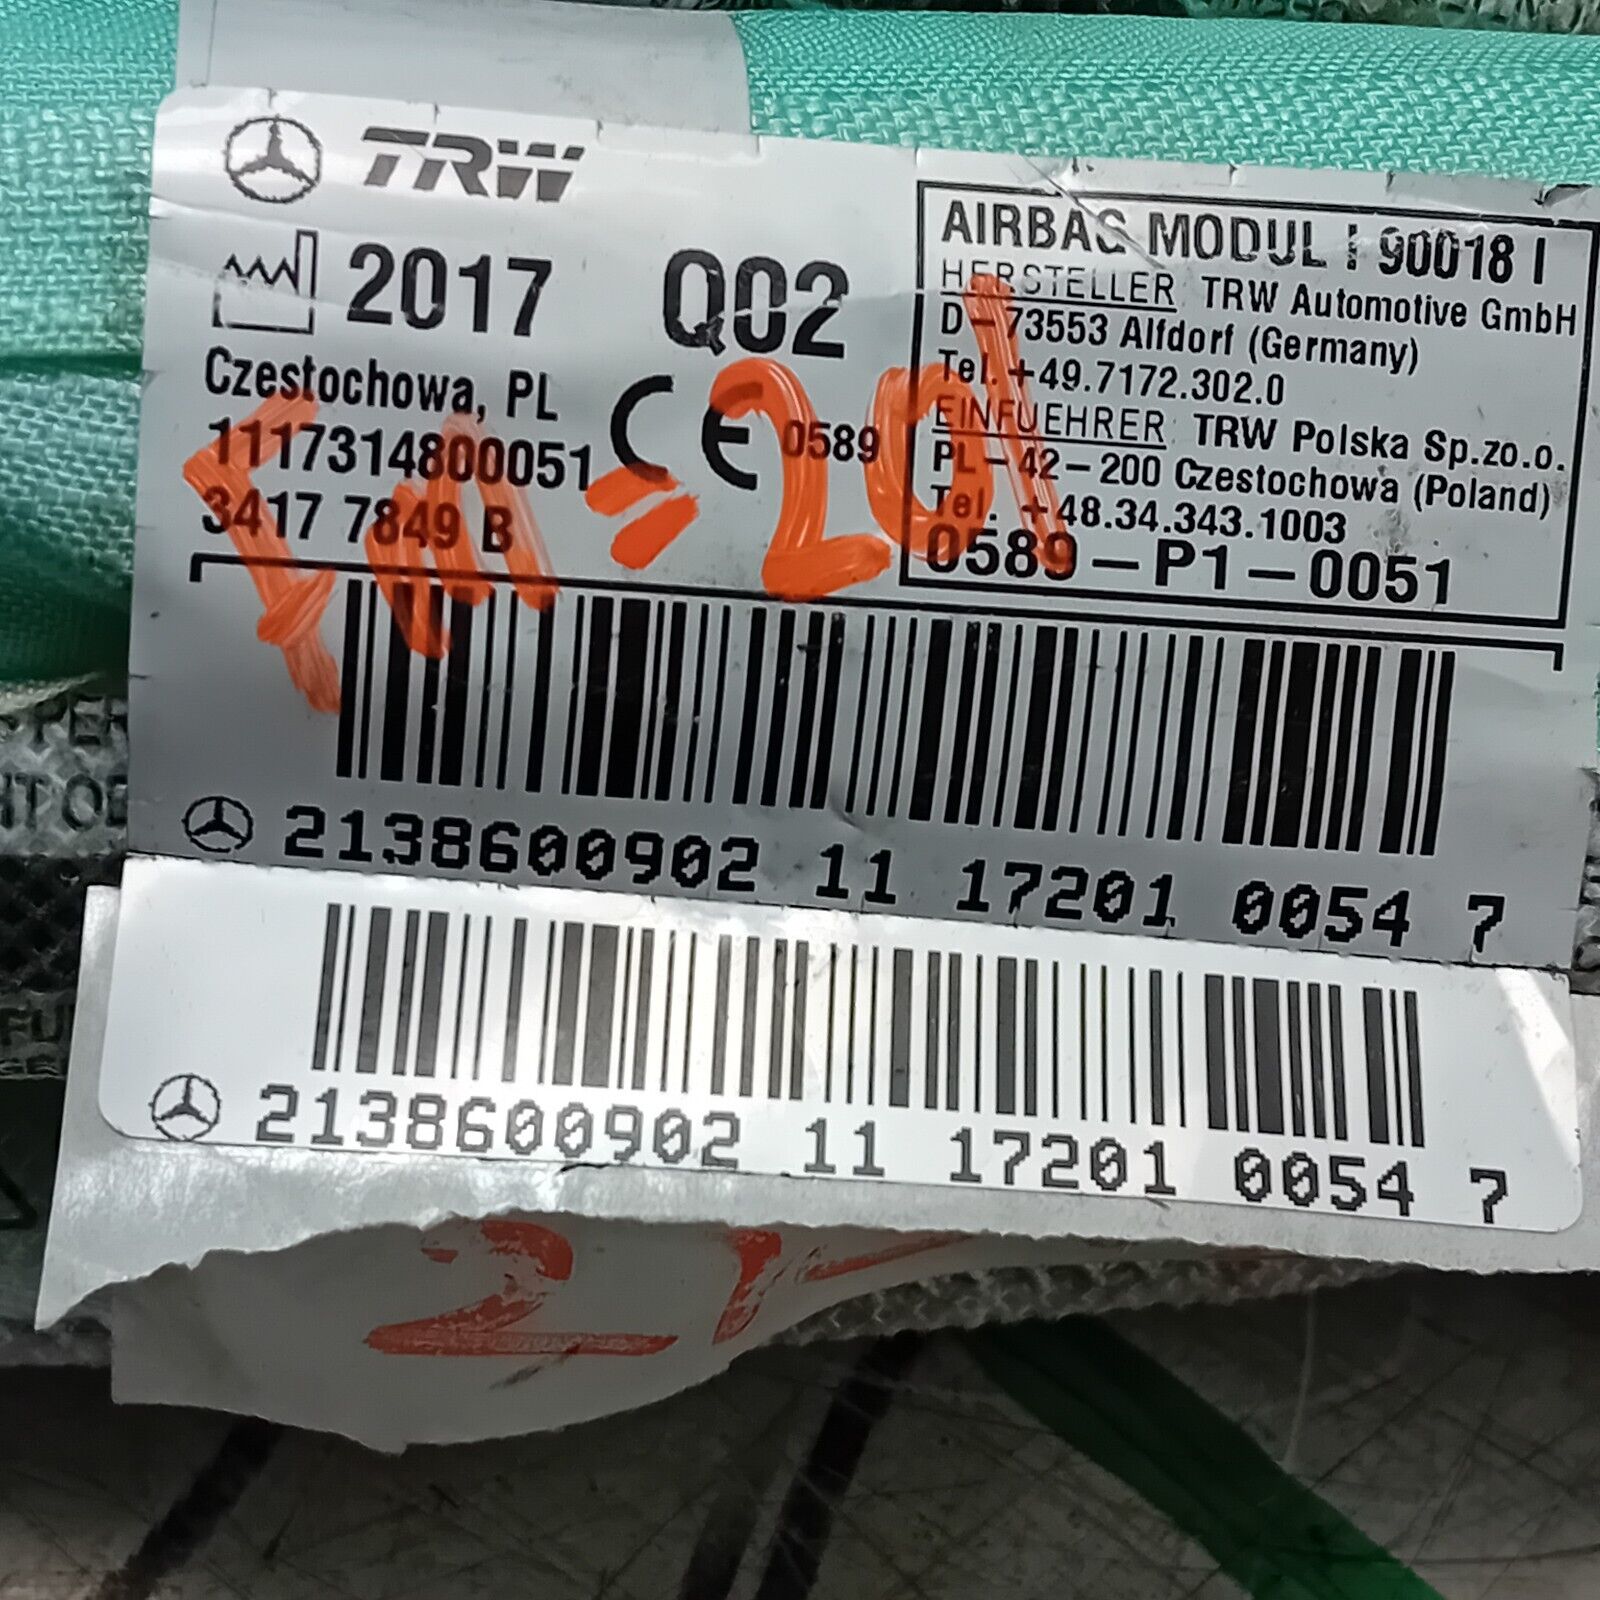 TRW
2017 Q02
Czestochowa, PL
1117314800051
3417 7849 B
CE 0589
AIRBAG MODUL I 90018 I
HERSTELLER TRW Automotive GmbH
D-73553 Alfdorf (Germany)
Tel. +49.7172.302.0
EINFUEHRER TRW Polska Sp.zo.o.
PL-42-200 Czestochowa (Poland)
Tel. +48.34.343.1003
0589-P1-0051
2138600902 11 17201 0054 7
2138600902 11 17201 0054 7